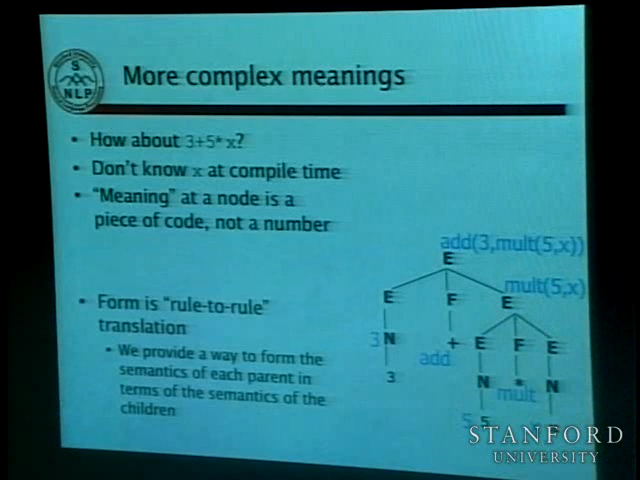 S
NLP
More complex meanings
• How about 3+5* x?
• Don't know x at compile time
• "Meaning" at a node is a
piece of code, not a number
add(3,mult(5,x))
E
mult(5,x)
E F E
• Form is "rule-to-rule"
translation
3 N + E F E
add
• We provide a way to form the
semantics of each parent in
terms of the semantics of the
children
3 N * N
mult
5 5
STANFORD
UNIVERSITY